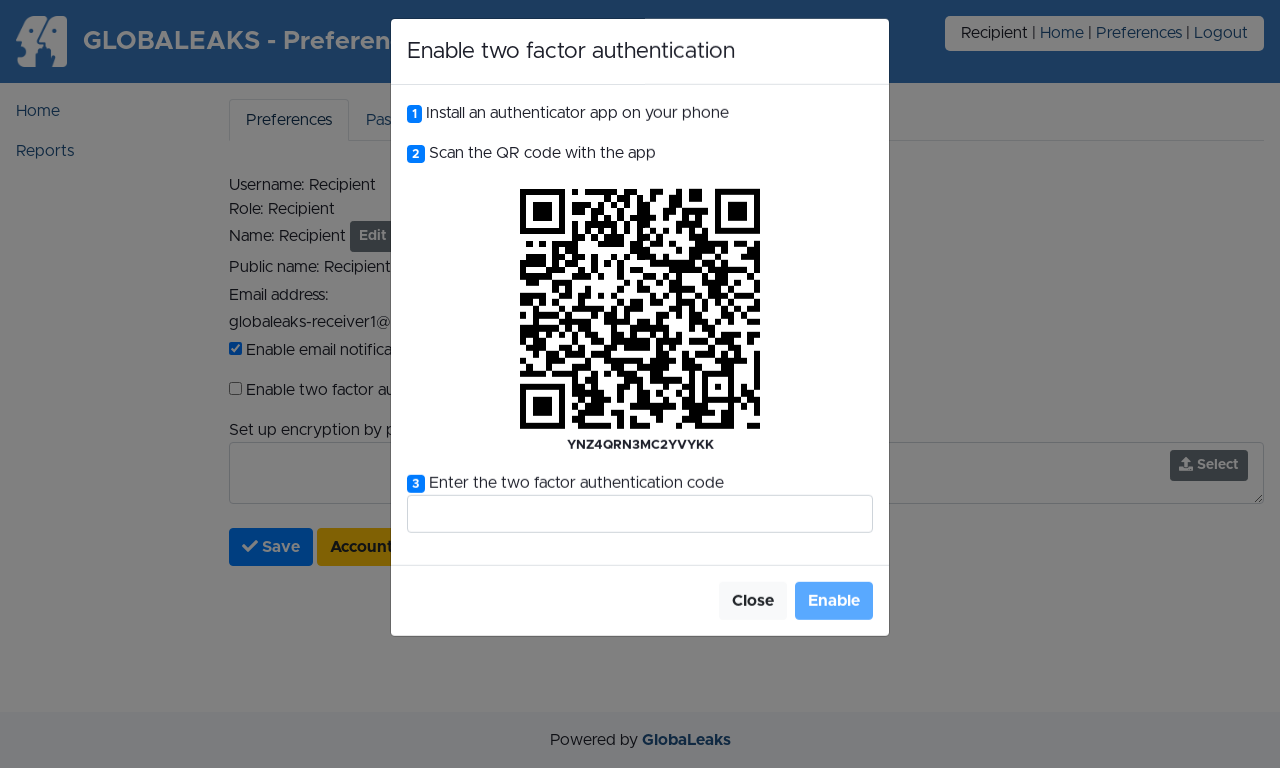 GLOBALEAKS - Preferen
Recipient | Home | Preferences | Logout
Home
Reports
Preferences
Pas
Username: Recipient
Role: Recipient
Name: Recipient Edit
Public name: Recipient
Email address:
globaleaks-receiver1@
Enable email notifica
Enable two factor au
Set up encryption by p
Select
Save
Account
Enable two factor authentication
1 Install an authenticator app on your phone
2 Scan the QR code with the app
YNZ4QRN3MC2YVYKK
3 Enter the two factor authentication code
Close
Enable
Powered by GlobaLeaks